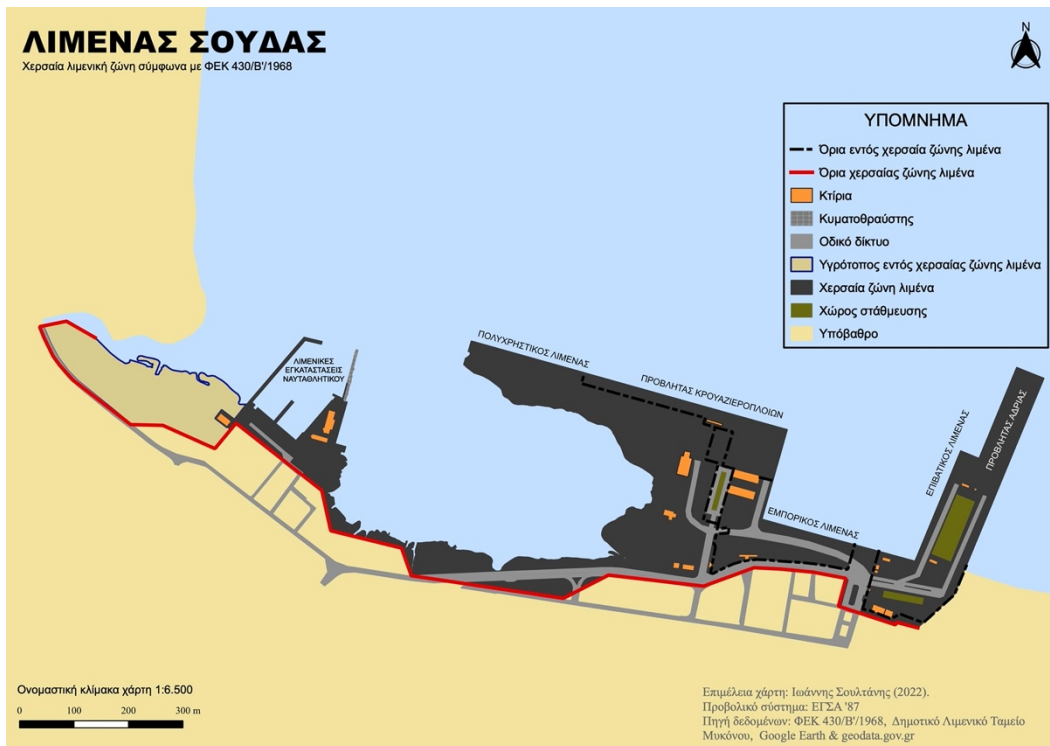 ΛΙΜΕΝΑΣ ΣΟΥΔΑΣ
Χερσαία λιμενική ζώνη σύμφωνα με ΦΕΚ 430/Β'/1968
N
ΥΠΟΜΝΗΜΑ
Όρια εντός χερσαία ζώνης λιμένα
Όρια χερσαίας ζώνης λιμένα
Κτίρια
Κυματοθραύστης
Οδικό δίκτυο
Υγρότοπος εντός χερσαίας ζώνης λιμένα
Χερσαία ζώνη λιμένα
Χώρος στάθμευσης
Υπόβαθρο
ΛΙΜΕΝΙΚΕΣ
ΕΓΚΑΤΑΣΤΑΣΕΙΣ
ΝΑΥΤΑΘΛΗΤΙΚΟΥ
ΠΟΛΥΧΡΗΣΤΙΚΟΣ ΛΙΜΕΝΑΣ
ΠΡΟΒΛΗΤΑΣ ΚΡΟΥΑΖΙΕΡΟΠΛΟΙΩΝ
ΕΜΠΟΡΙΚΟΣ ΛΙΜΕΝΑΣ
ΕΠΙΒΑΤΙΚΟΣ ΛΙΜΕΝΑΣ
ΠΡΟΒΛΗΤΑΣ ΑΔΡΙΑΣ
Ονομαστική κλίμακα χάρτη 1:6.500
0 100 200 300 m
Επιμέλεια χάρτη: Ιωάννης Σουλτάνης (2022).
Προβολικό σύστημα: ΕΓΣΑ '87
Πηγή δεδομένων: ΦΕΚ 430/Β'/1968, Δημοτικό Λιμενικό Ταμείο
Μυκόνου, Google Earth & geodata.gov.gr